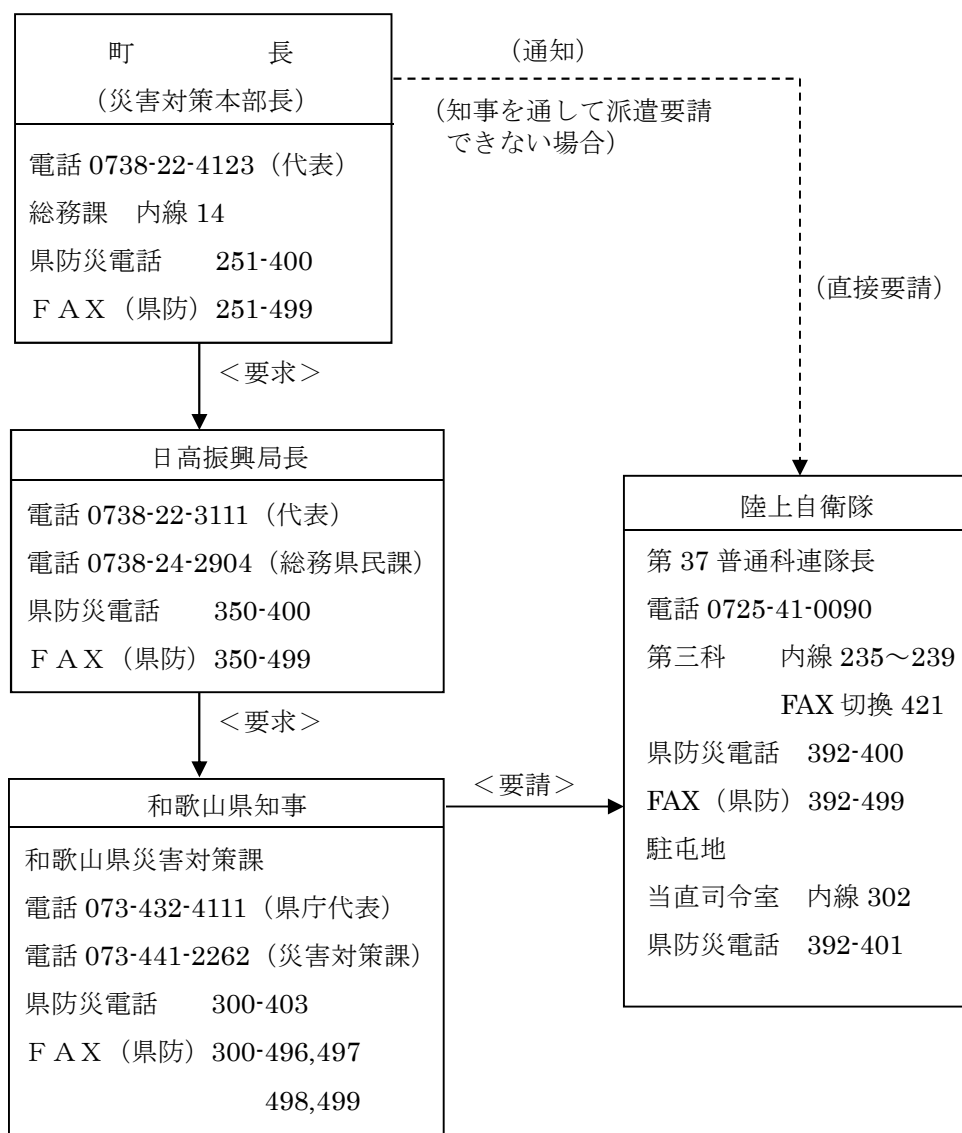 町　　　　長
（災害対策本部長）
電話 0738-22-4123（代表）
総務課　内線 14
県防災電話　　251-400
ＦＡＸ（県防）251-499
（通知）
（知事を通して派遣要請
できない場合）
（直接要請）
＜要求＞
日高振興局長
電話 0738-22-3111（代表）
電話 0738-24-2904（総務県民課）
県防災電話　　350-400
ＦＡＸ（県防）350-499
＜要求＞
和歌山県知事
和歌山県災害対策課
電話 073-432-4111（県庁代表）
電話 073-441-2262（災害対策課）
県防災電話　　300-403
ＦＡＸ（県防）300-496,497
498,499
＜要請＞
陸上自衛隊
第 37 普通科連隊長
電話 0725-41-0090
第三科　　内線 235～239
FAX 切換 421
県防災電話　392-400
FAX（県防）392-499
駐屯地
当直司令室　内線 302
県防災電話　392-401